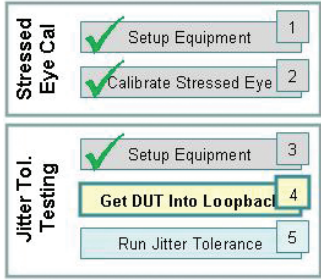 Stressed
Eye Cal
Setup Equipment
1
Calibrate Stressed Eye
2
Jitter Tol.
Testing
Setup Equipment
3
Get DUT Into Loopback
4
Run Jitter Tolerance
5